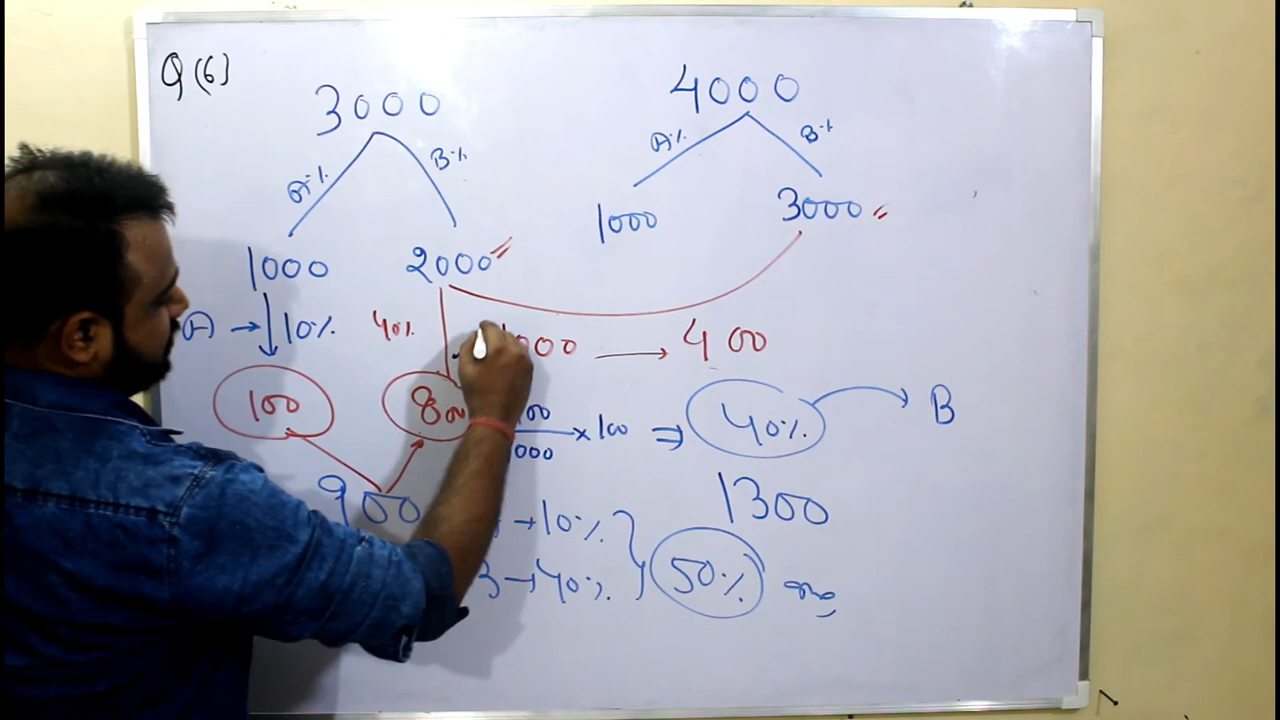 Q (6)
3000
4000
A% B%
A% B%
1000 2000
1000 3000
A → 10% 40% 1000 → 400
100 800
× 100 ⇒ 40% → B
900 1300
→ 10%
B → 40% } 50%